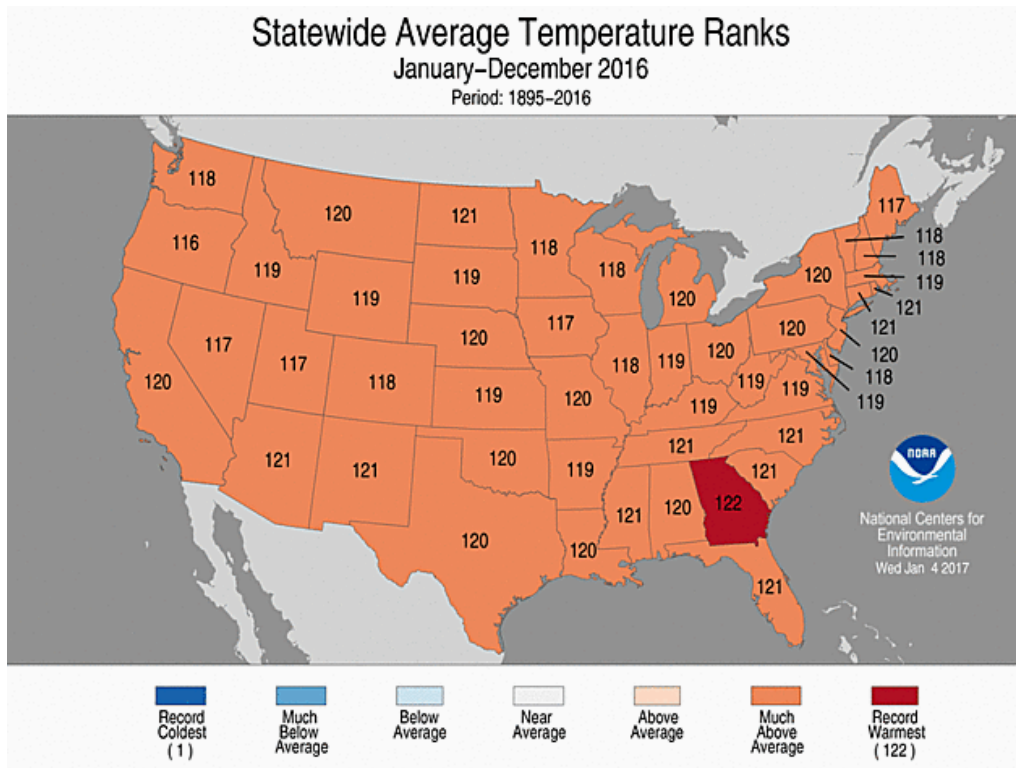 Statewide Average Temperature Ranks
January–December 2016
Period: 1895–2016
118
120
121
118
117
116
119
119
119
118
120
120
118
118
119
121
121
120
118
119
117
117
118
120
120
117
118
119
120
120
119
119
119
119
120
121
121
120
119
121
121
121
120
122
121
120
120
121
NOAA
National Centers for
Environmental
Information
Wed Jan 4 2017
Record
Coldest
( 1 )
Much
Below
Average
Below
Average
Near
Average
Above
Average
Much
Above
Average
Record
Warmest
( 122 )